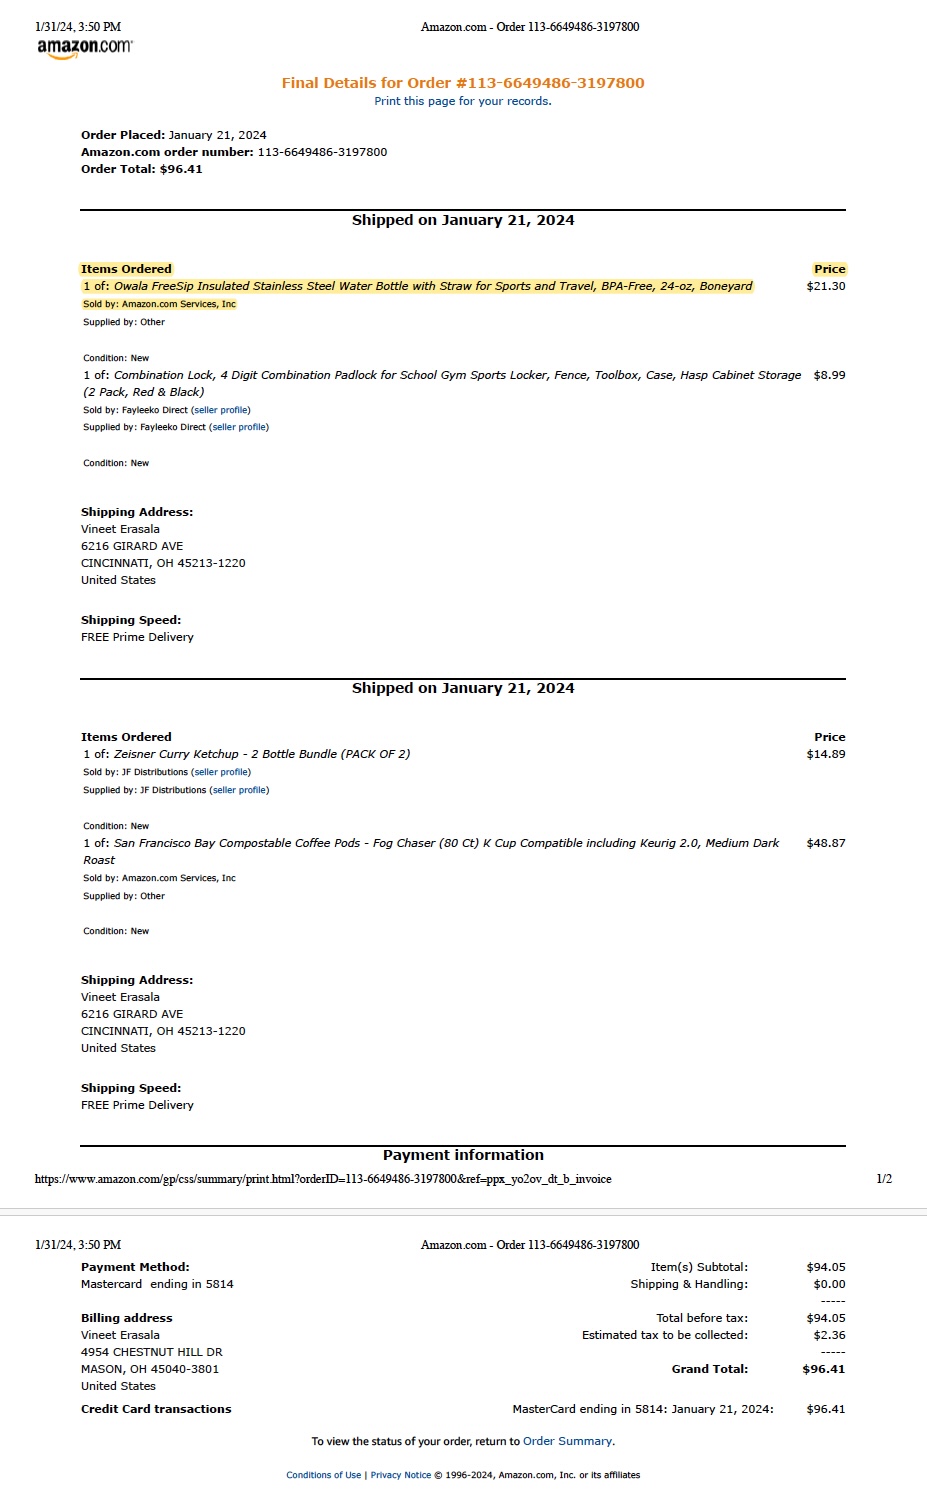 1/31/24, 3:50 PM Amazon.com - Order 113-6649486-3197800
amazon.com
Final Details for Order #113-6649486-3197800
Print this page for your records.
Order Placed: January 21, 2024
Amazon.com order number: 113-6649486-3197800
Order Total: $96.41
Shipped on January 21, 2024
Items Ordered Price
1 of: Owala FreeSip Insulated Stainless Steel Water Bottle with Straw for Sports and Travel, BPA-Free, 24-oz, Boneyard $21.30
Sold by: Amazon.com Services, Inc
Supplied by: Other
Condition: New
1 of: Combination Lock, 4 Digit Combination Padlock for School Gym Sports Locker, Fence, Toolbox, Case, Hasp Cabinet Storage $8.99
(2 Pack, Red & Black)
Sold by: Fayleeko Direct (seller profile)
Supplied by: Fayleeko Direct (seller profile)
Condition: New
Shipping Address:
Vineet Erasala
6216 GIRARD AVE
CINCINNATI, OH 45213-1220
United States
Shipping Speed:
FREE Prime Delivery
Shipped on January 21, 2024
Items Ordered Price
1 of: Zeisner Curry Ketchup - 2 Bottle Bundle (PACK OF 2) $14.89
Sold by: JF Distributions (seller profile)
Supplied by: JF Distributions (seller profile)
Condition: New
1 of: San Francisco Bay Compostable Coffee Pods - Fog Chaser (80 Ct) K Cup Compatible including Keurig 2.0, Medium Dark $48.87
Roast
Sold by: Amazon.com Services, Inc
Supplied by: Other
Condition: New
Shipping Address:
Vineet Erasala
6216 GIRARD AVE
CINCINNATI, OH 45213-1220
United States
Shipping Speed:
FREE Prime Delivery
Payment information
https://www.amazon.com/gp/css/summary/print.html?orderID=113-6649486-3197800&ref=ppx_yo2ov_dt_b_invoice 1/2
1/31/24, 3:50 PM Amazon.com - Order 113-6649486-3197800
Payment Method: Item(s) Subtotal: $94.05
Mastercard ending in 5814 Shipping & Handling: $0.00
-----
Billing address Total before tax: $94.05
Vineet Erasala Estimated tax to be collected: $2.36
4954 CHESTNUT HILL DR -----
MASON, OH 45040-3801 Grand Total: $96.41
United States
Credit Card transactions MasterCard ending in 5814: January 21, 2024: $96.41
To view the status of your order, return to Order Summary.
Conditions of Use | Privacy Notice © 1996-2024, Amazon.com, Inc. or its affiliates